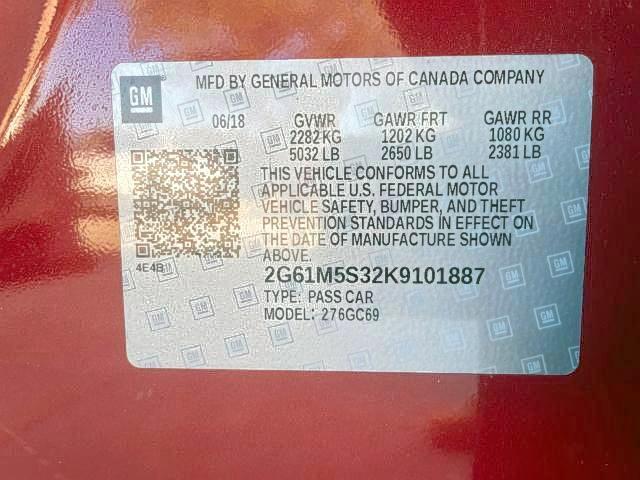 MFD BY GENERAL MOTORS OF CANADA COMPANY
GM
06/18 GVWR GAWR FRT GAWR RR
2282 KG 1202 KG 1080 KG
5032 LB 2650 LB 2381 LB
THIS VEHICLE CONFORMS TO ALL
APPLICABLE U.S. FEDERAL MOTOR
VEHICLE SAFETY, BUMPER, AND THEFT
PREVENTION STANDARDS IN EFFECT ON
THE DATE OF MANUFACTURE SHOWN
ABOVE.
4E4B
2G61M5S32K9101887
TYPE: PASS CAR
MODEL: 276GC69